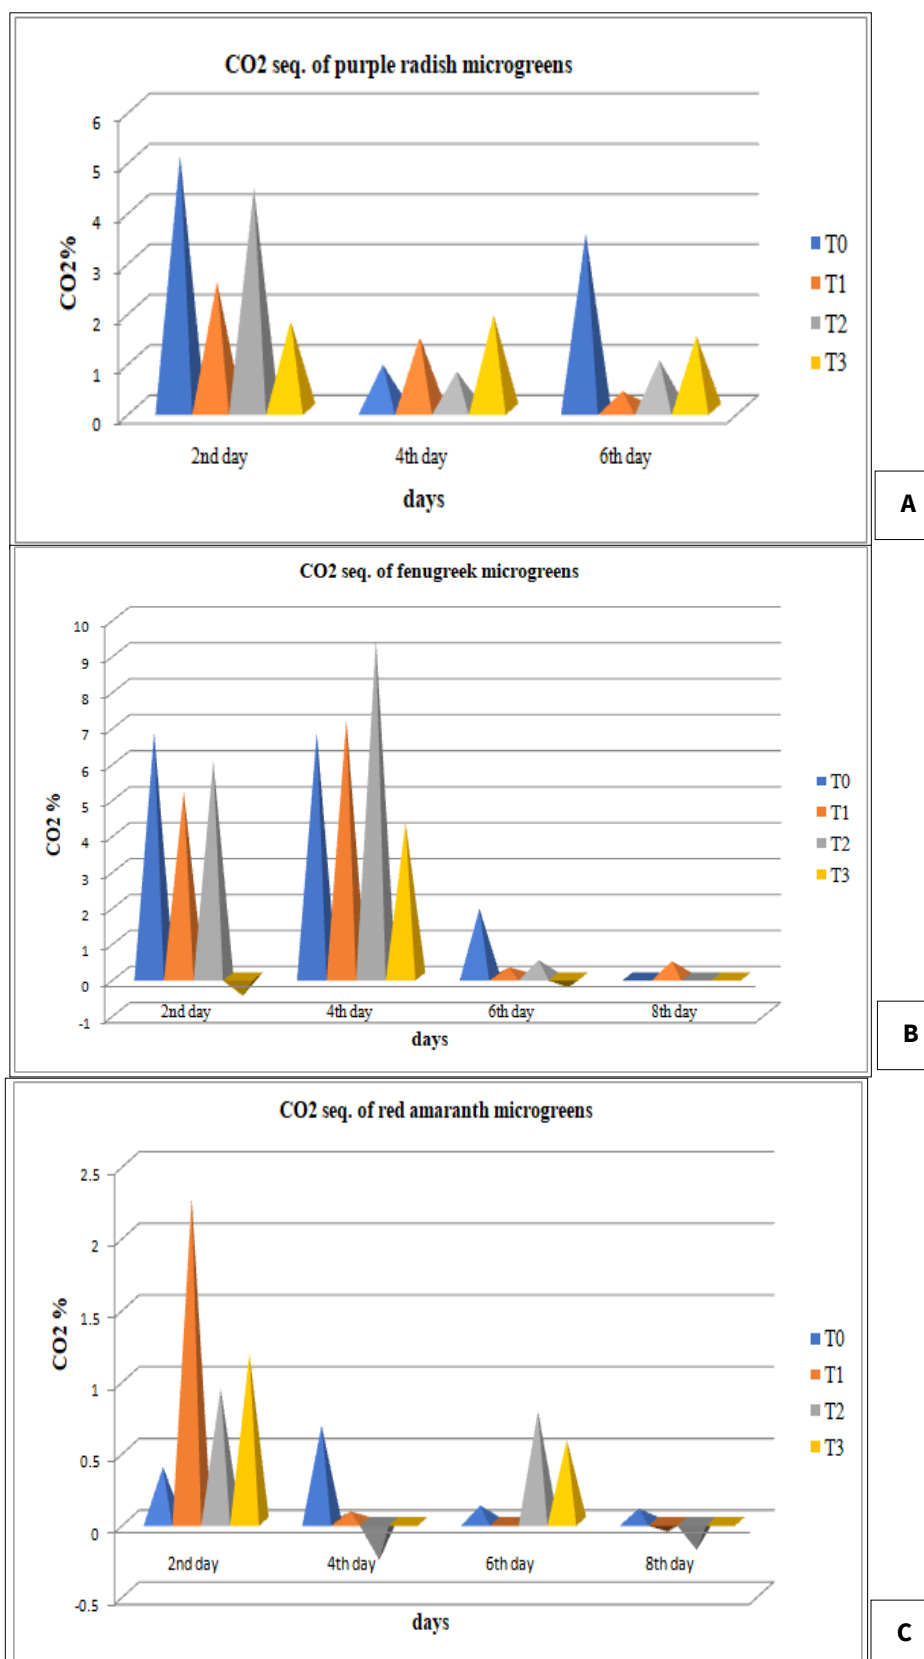 CO2 seq. of purple radish microgreens
6
5
4
3
2
1
0
CO2%
2nd day
4th day
6th day
days
T0
T1
T2
T3
A
CO2 seq. of fenugreek microgreens
10
9
8
7
6
5
4
3
2
1
0
-1
CO2 %
2nd day
4th day
6th day
8th day
days
T0
T1
T2
T3
B
CO2 seq. of red amaranth microgreens
2.5
2
1.5
1
0.5
0
-0.5
CO2 %
2nd day
4th day
6th day
8th day
days
T0
T1
T2
T3
C